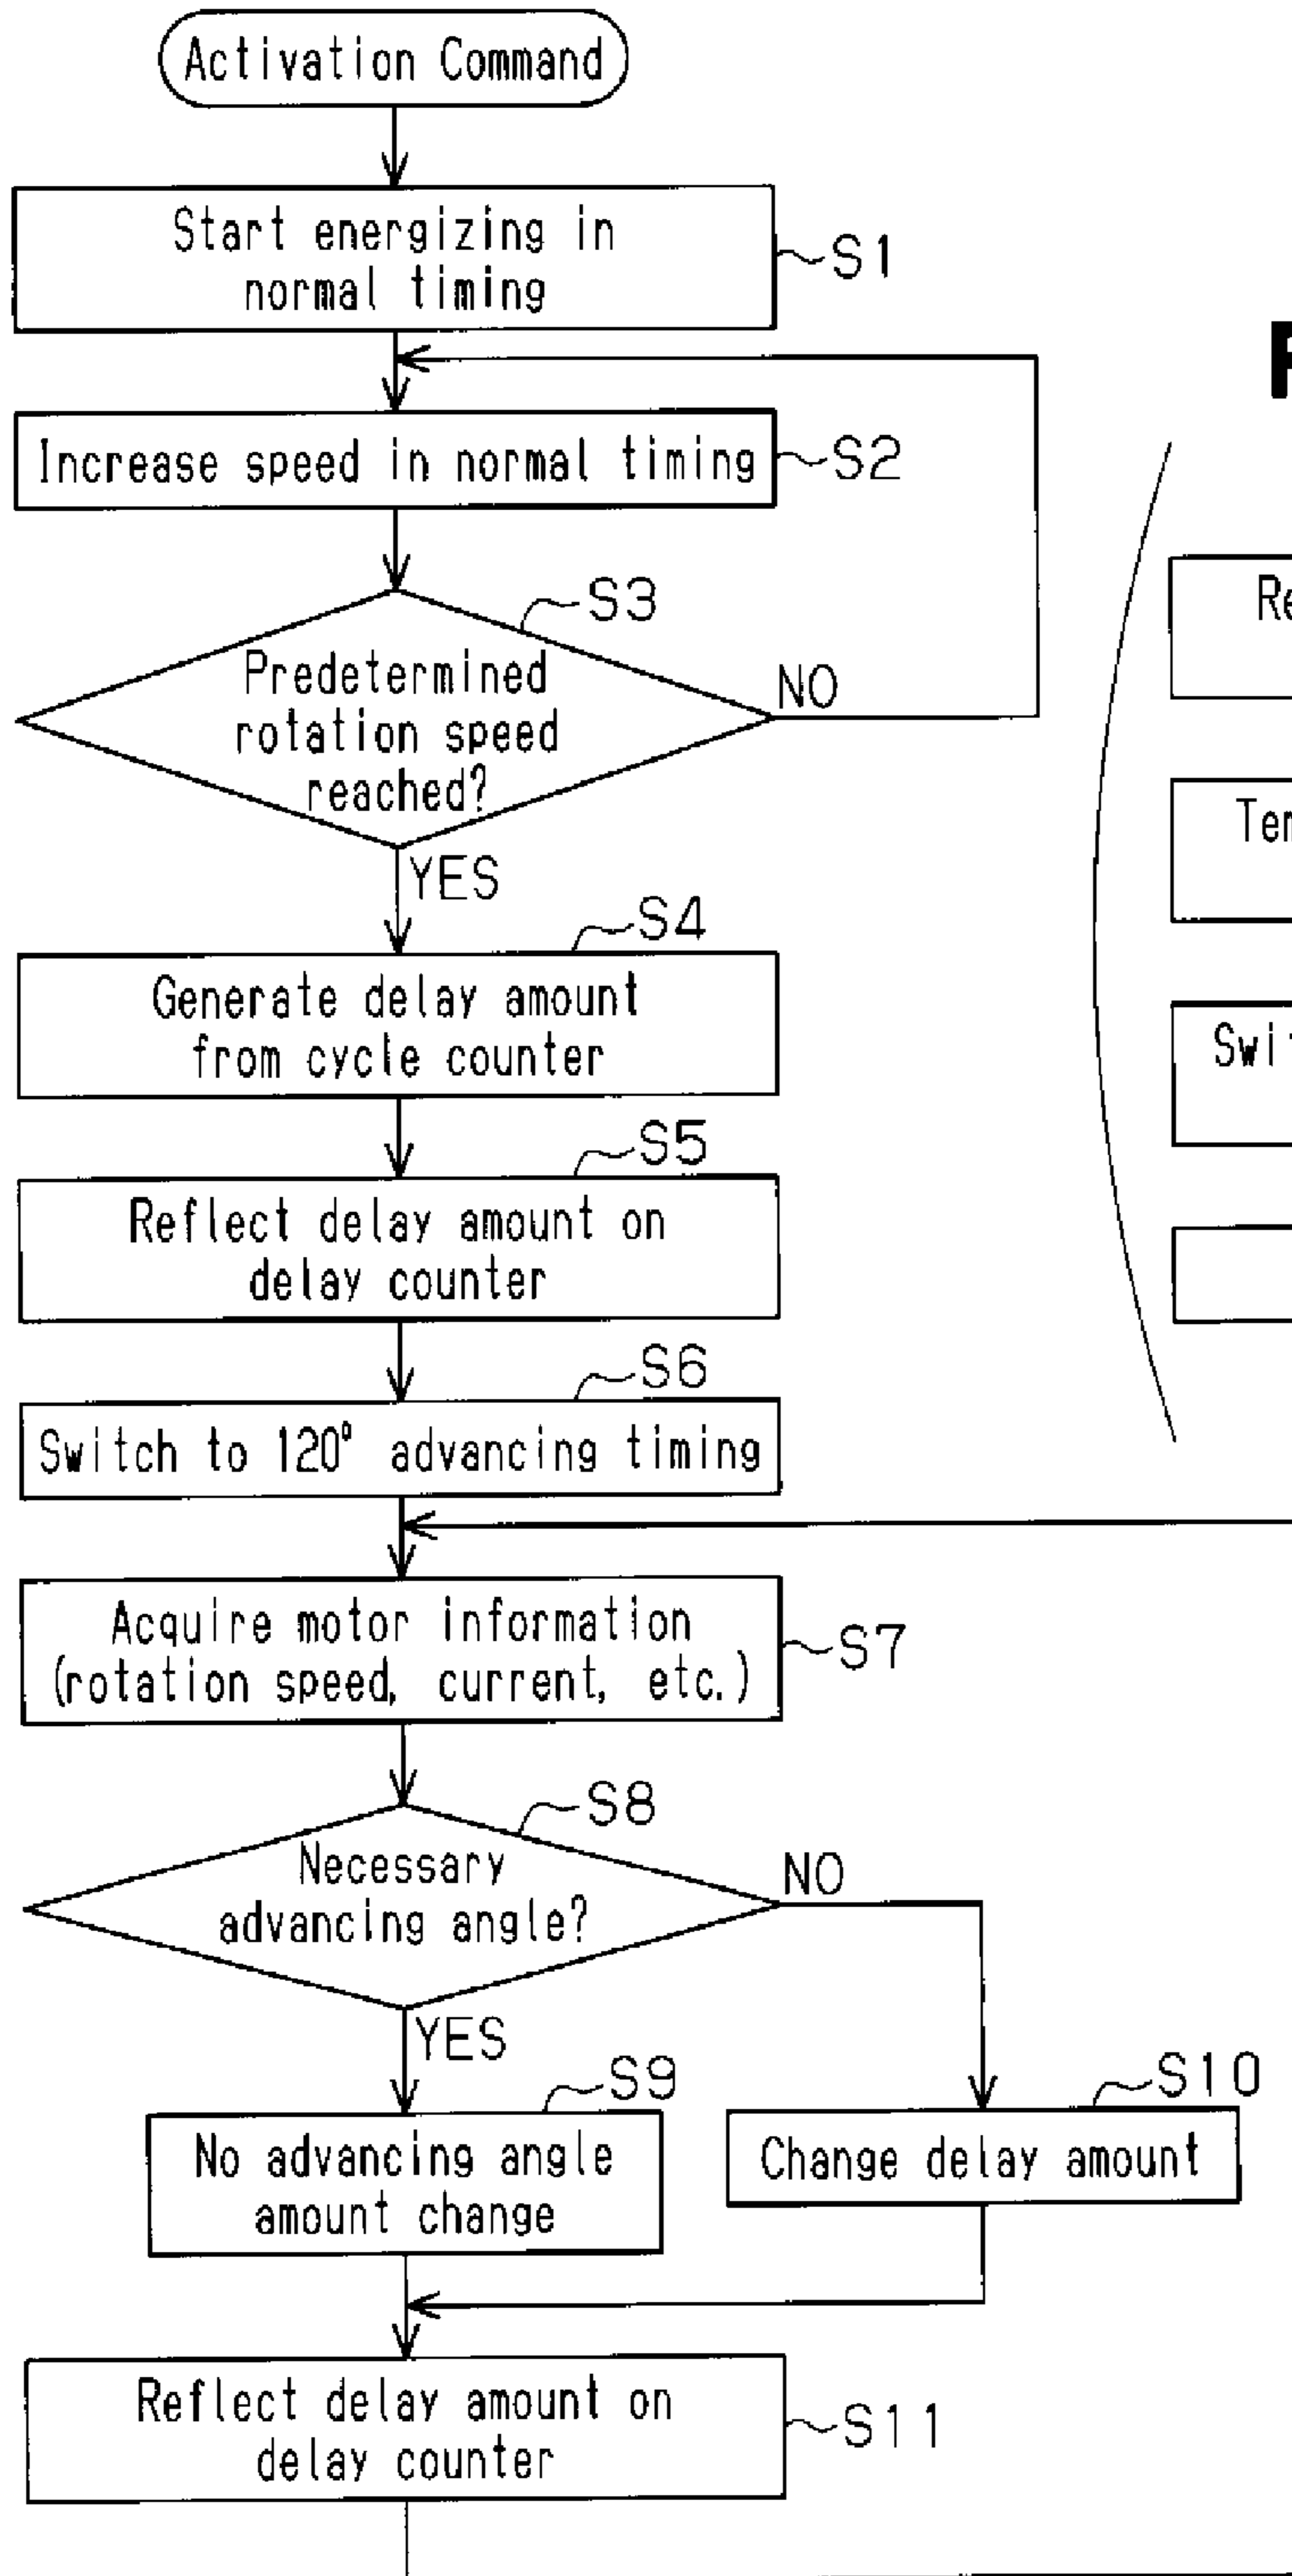 Activation Command
Start energizing in
normal timing
S1
Increase speed in normal timing
S2
S3
Predetermined
rotation speed
reached?
NO
YES
S4
Generate delay amount
from cycle counter
S5
Reflect delay amount on
delay counter
S6
Switch to 120° advancing timing
Acquire motor information
(rotation speed, current, etc.)
S7
S8
Necessary
advancing angle?
NO
YES
S9
No advancing angle
amount change
S10
Change delay amount
Reflect delay amount on
delay counter
S11